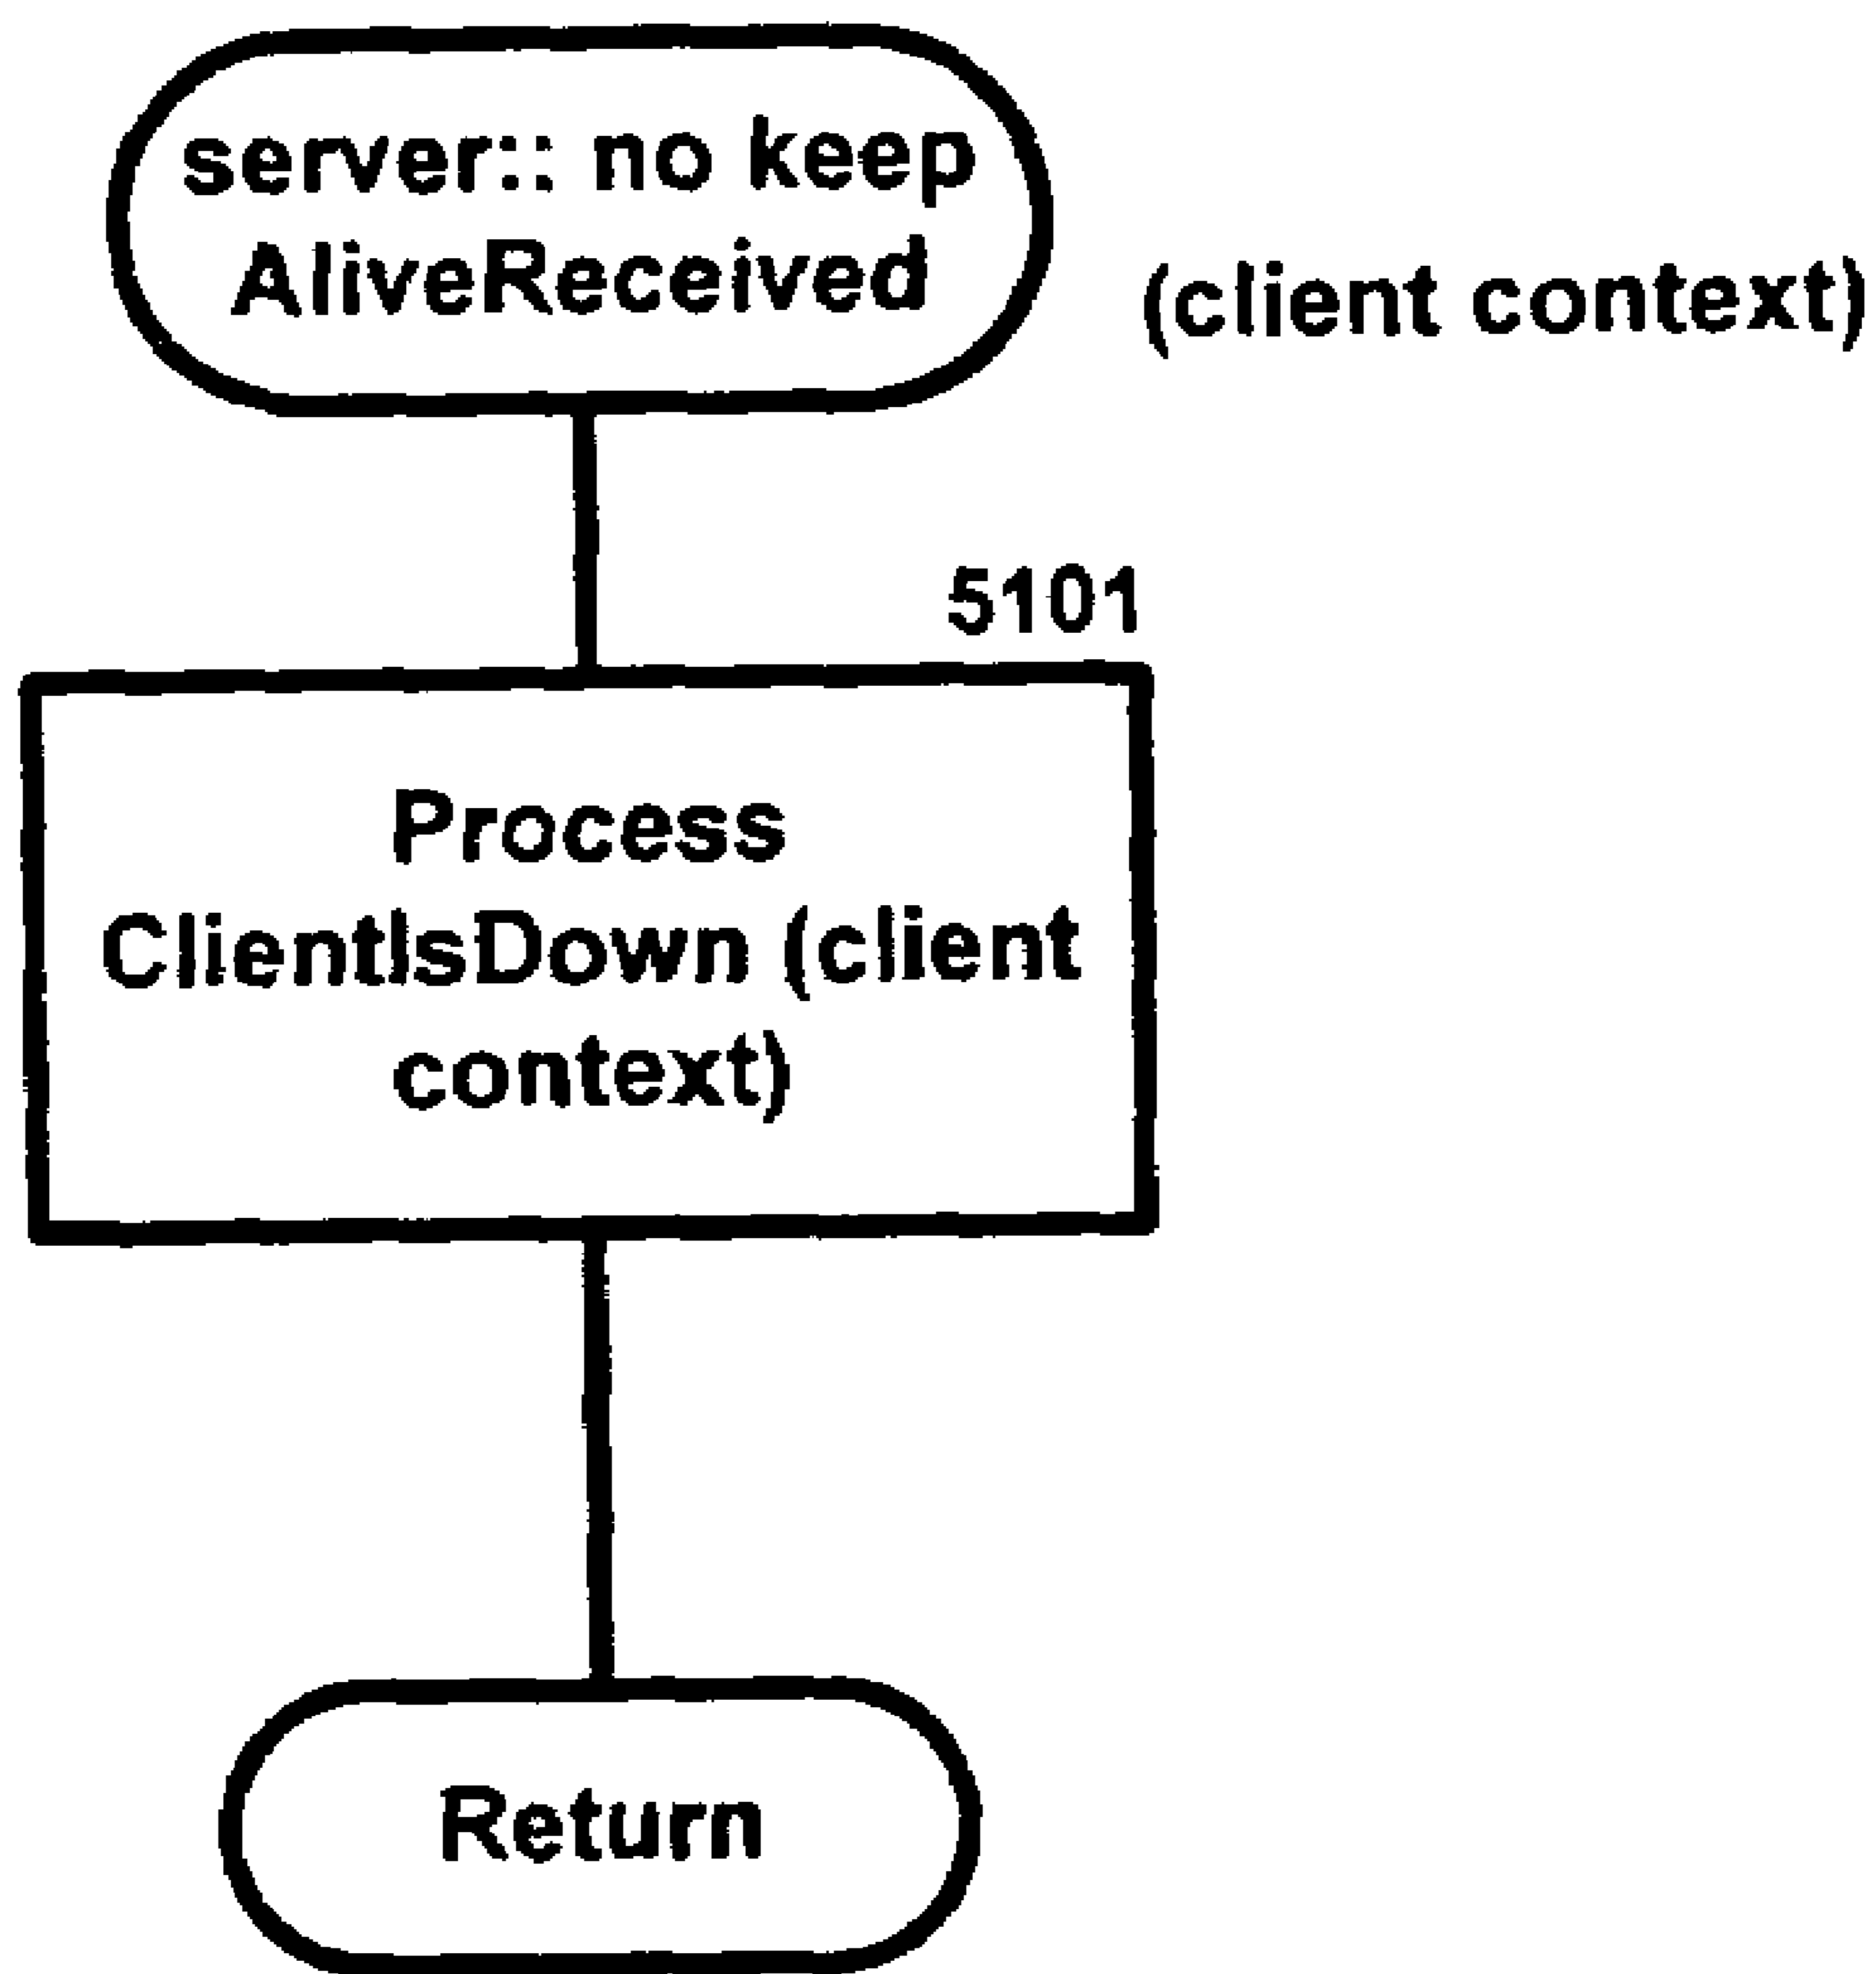 server:: no keep
AliveReceived
(client context)
5101
Process
ClientIsDown (client
context)
Return